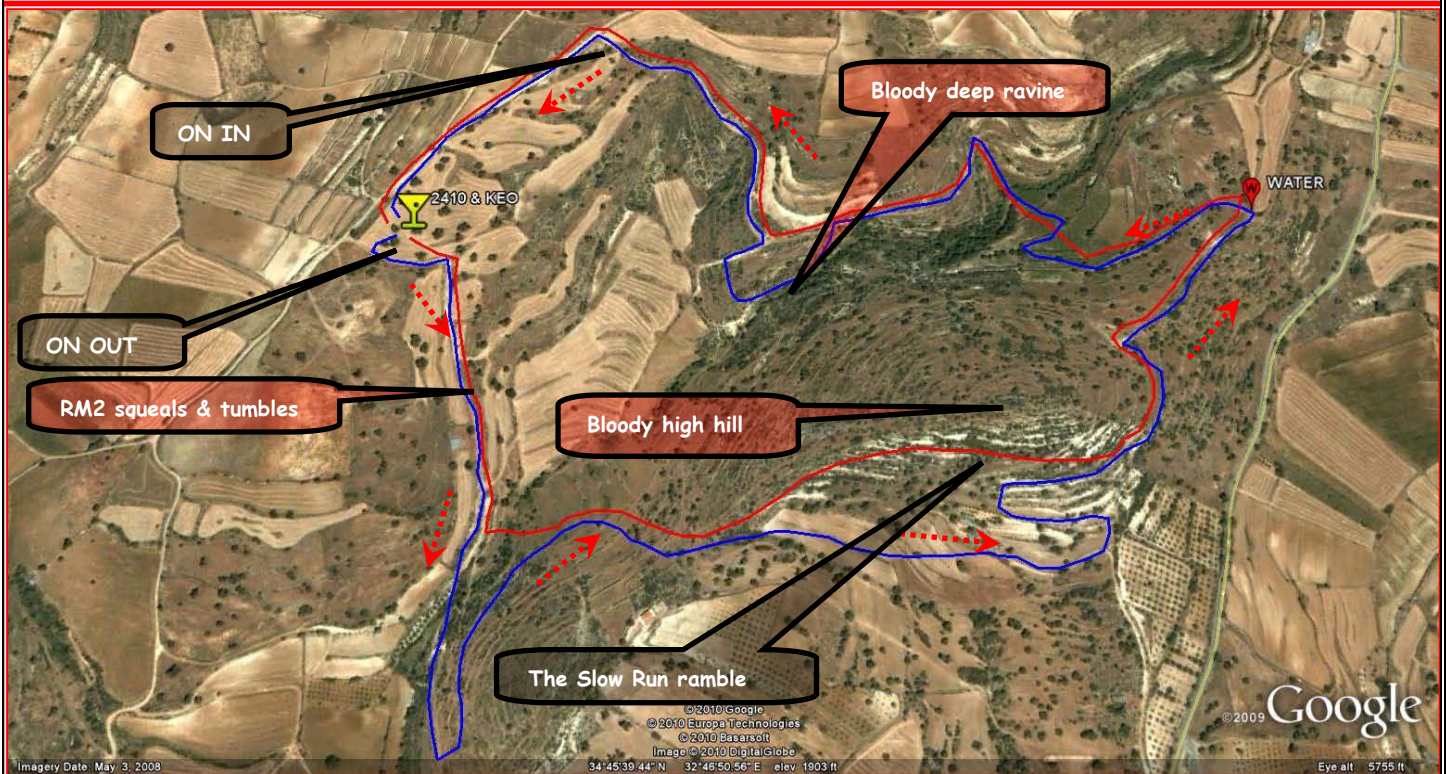 Bloody deep ravine
ON IN
WATER
2410 & KEO
ON OUT
RM2 squeals & tumbles
Bloody high hill
The Slow Run ramble
© 2010 Google
© 2010 Europa Technologies
© 2010 Basarsoft
Image © 2010 DigitalGlobe
©2009 Google
Imagery Date: May 3, 2008
34°45'39.44" N 32°46'50.56" E elev 1903 ft
Eye alt 5755 ft